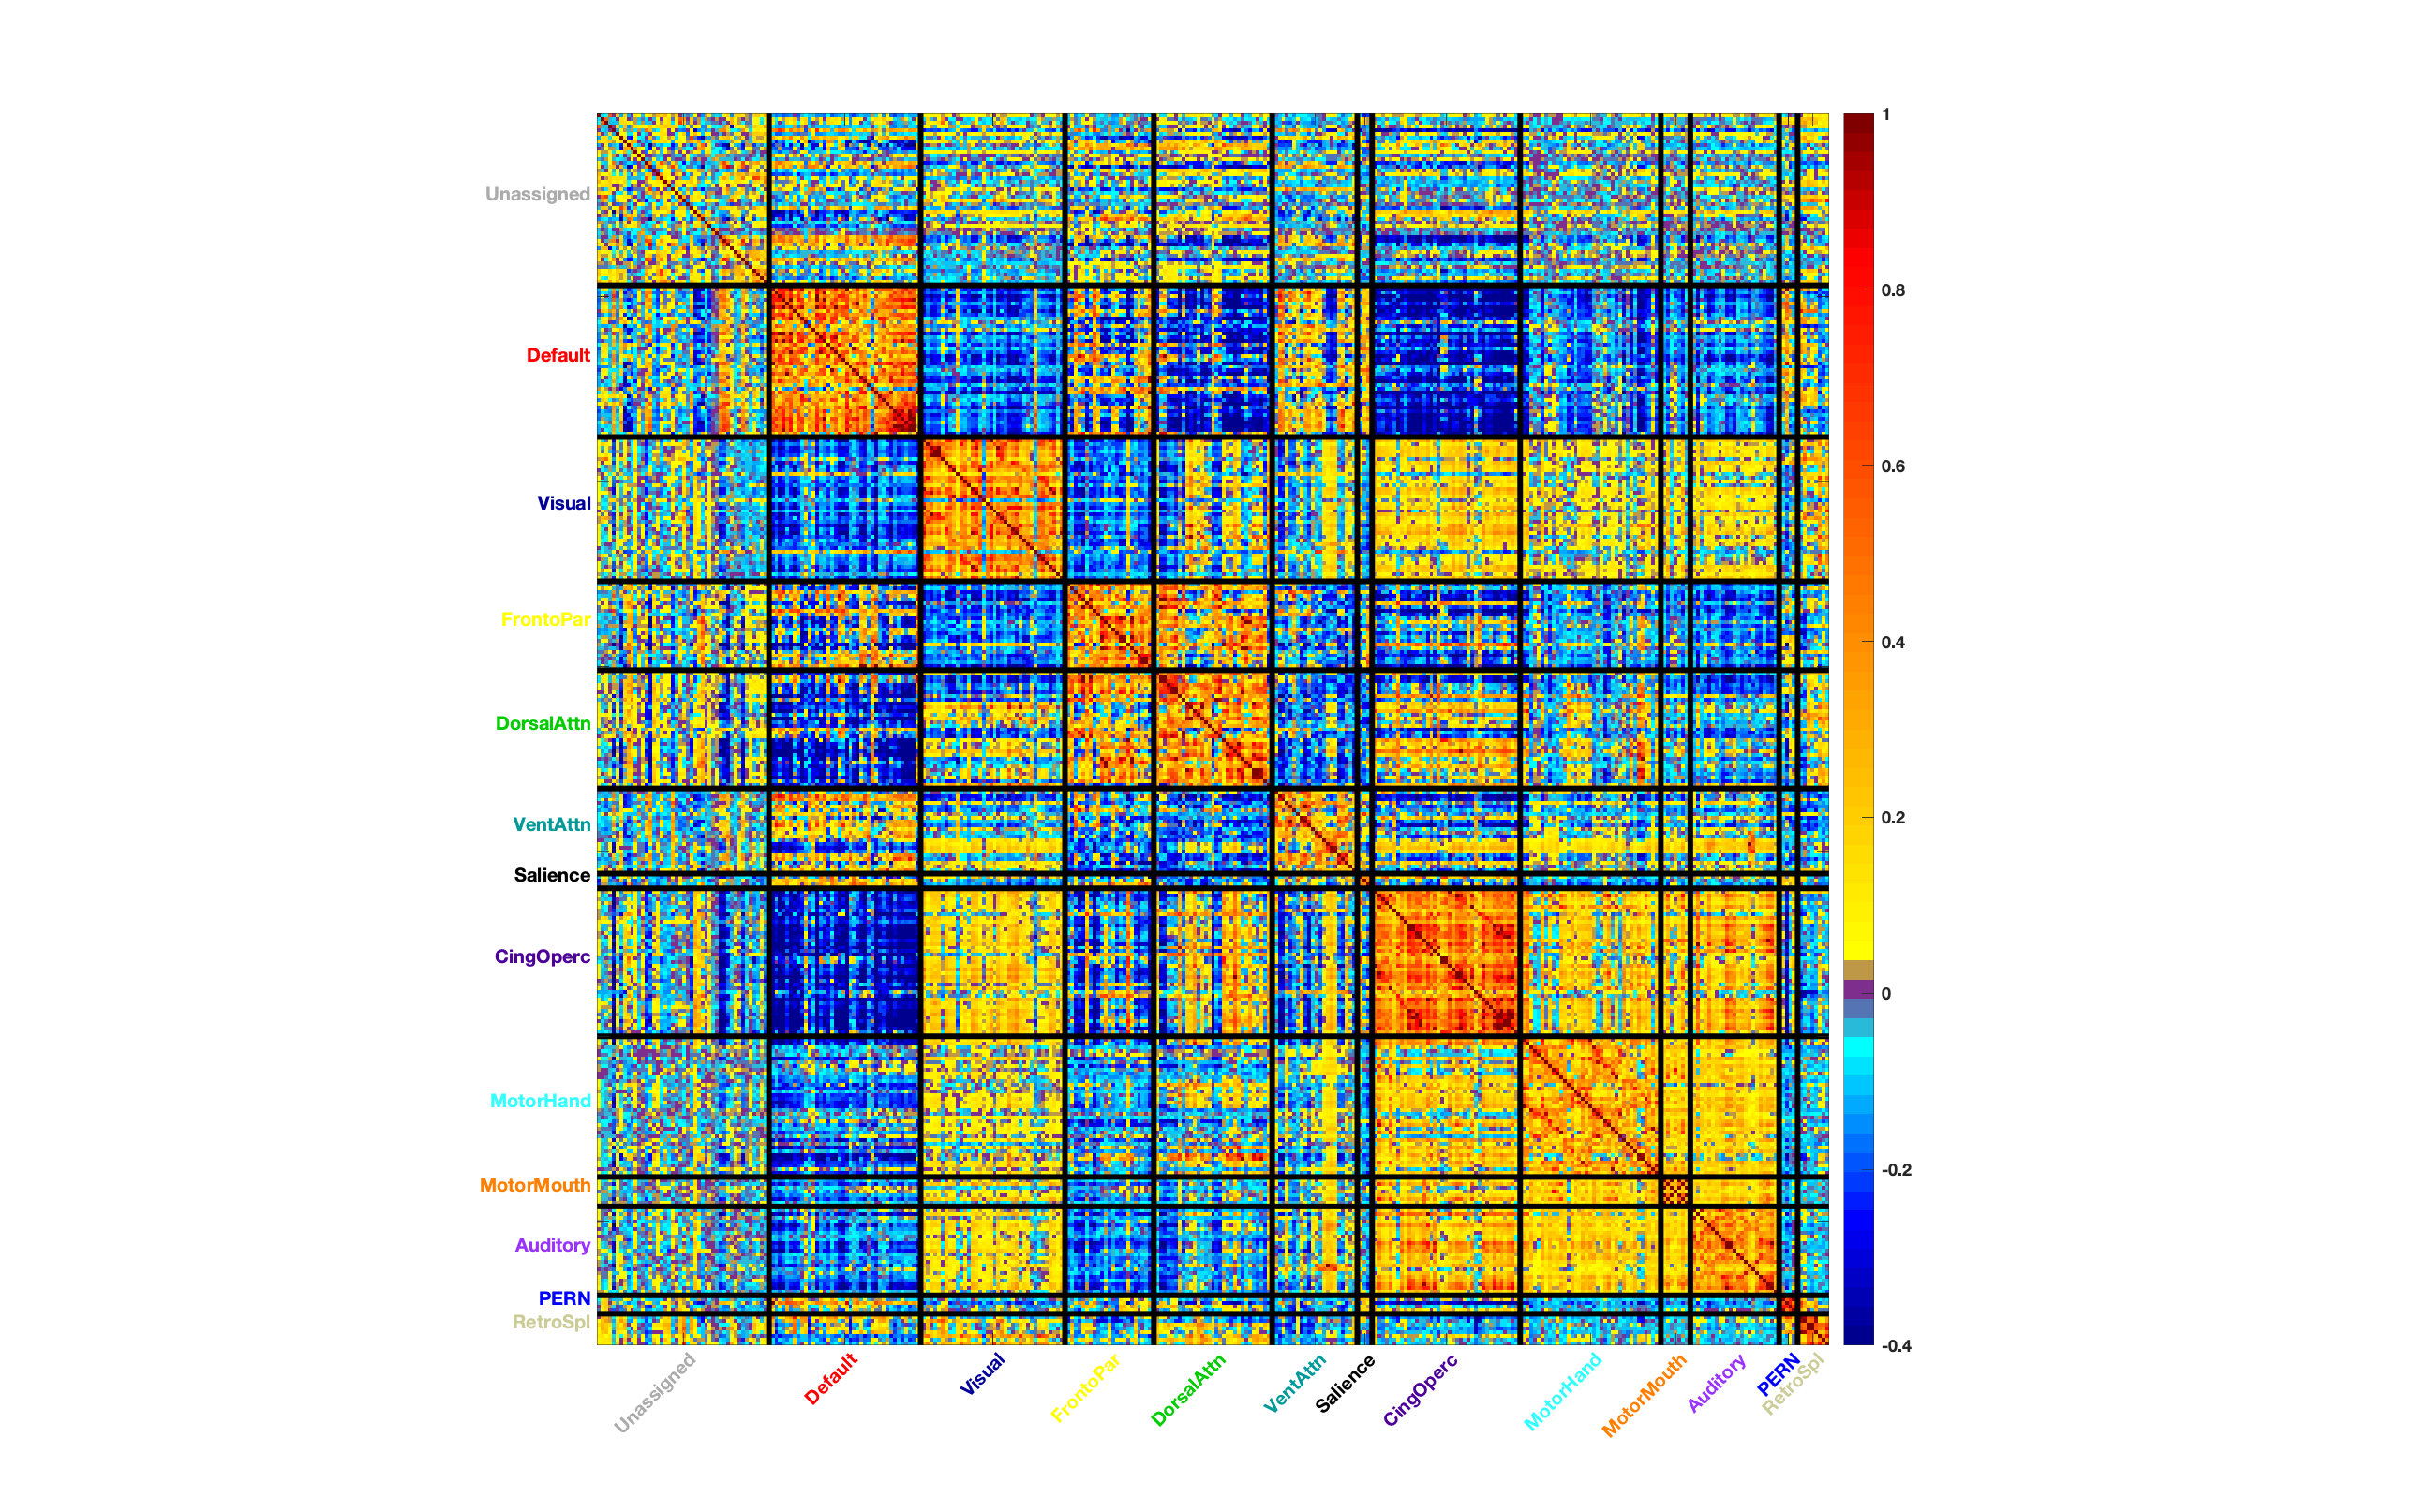 Unassigned
Default
Visual
FrontoPar
DorsalAttn
VentAttn
Salience
CingOperc
MotorHand
MotorMouth
Auditory
PERN
RetroSpl
Unassigned
Default
Visual
FrontoPar
DorsalAttn
VentAttn
Salience
CingOperc
MotorHand
MotorMouth
Auditory
PERN
RetroSpl
1
0.8
0.6
0.4
0.2
0
-0.2
-0.4